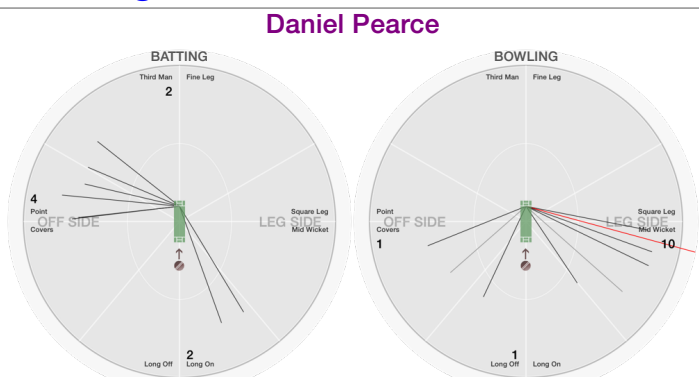 Daniel Pearce
BATTING
Third Man
Fine Leg
2
4
Point
OFF SIDE
Covers
Square Leg
LEG SIDE
Mid Wicket
2
Long Off
Long On
BOWLING
Third Man
Fine Leg
Point
OFF SIDE
Covers
1
Square Leg
LEG SIDE
Mid Wicket
10
1
Long Off
Long On